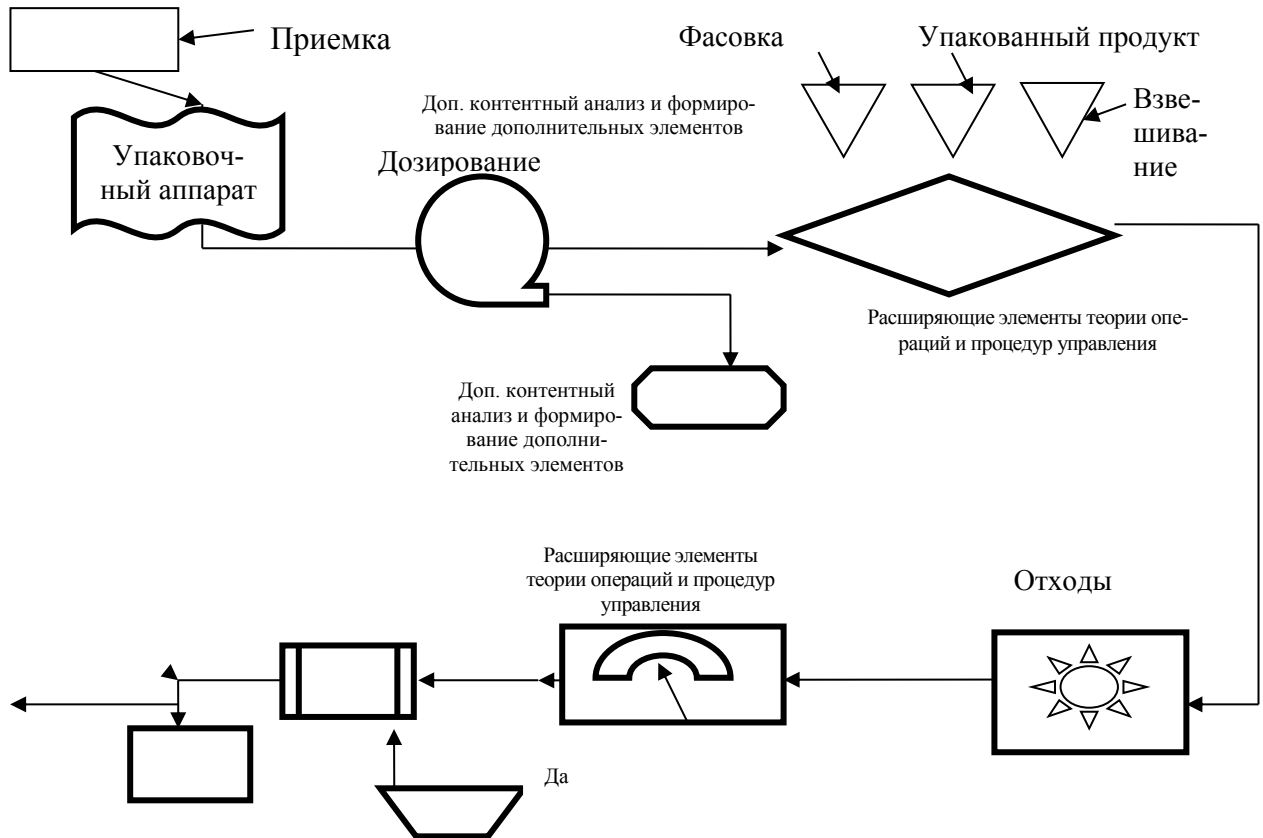 Приемка
Фасовка
Упакованный продукт
Доп. контентный анализ и формиро-
вание дополнительных элементов
Взве-
шива-
ние
Упаковоч-
ный аппарат
Дозирование
Расширяющие элементы теории опе-
раций и процедур управления
Доп. контентный
анализ и формиро-
вание дополни-
тельных элементов
Расширяющие элементы
теории операций и процедур
управления
Отходы
Да